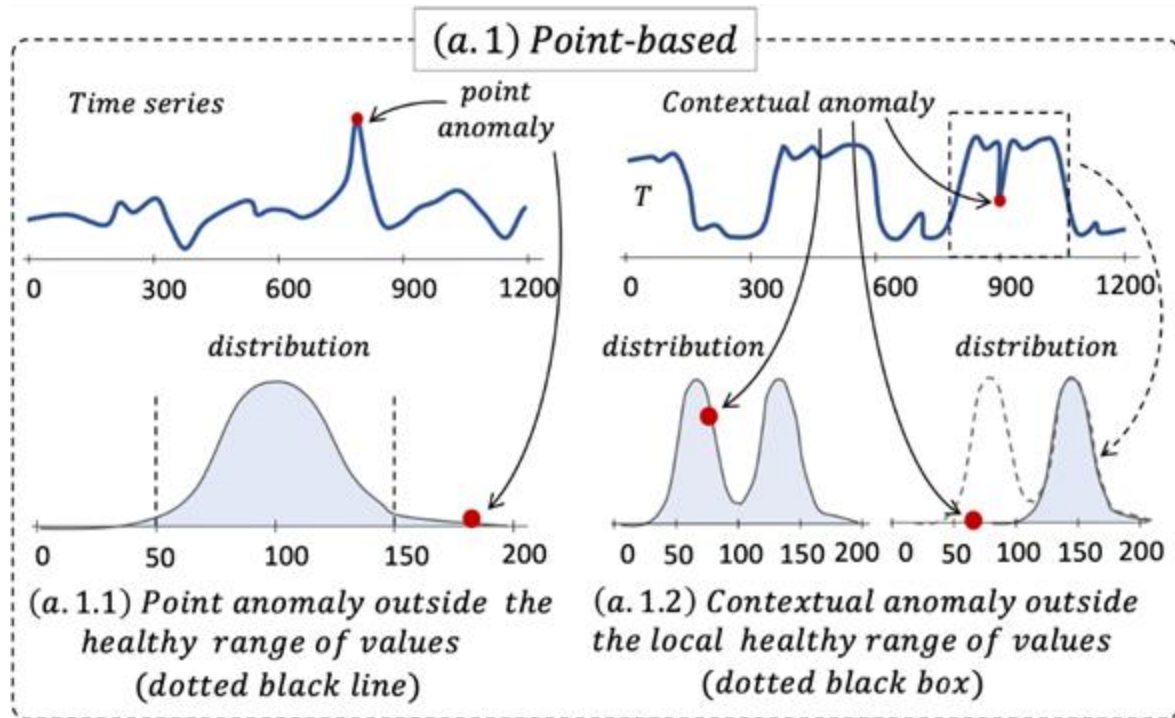 (a.1) Point-based
Time series
point
anomaly
0 300 600 900 1200
distribution
0 50 100 150 200
(a.1.1) Point anomaly outside the
healthy range of values
(dotted black line)
Contextual anomaly
T
0 300 600 900 1200
distribution
distribution
0 50 100 150 200
0 50 100 150 200
(a.1.2) Contextual anomaly outside
the local healthy range of values
(dotted black box)